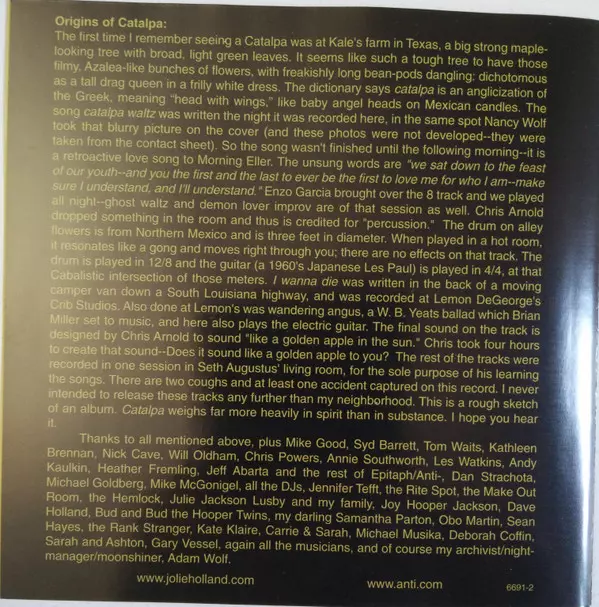 Origins of Catalpa:
The first time I remember seeing a Catalpa was at Kale's farm in Texas, a big strong maple-
looking tree with broad, light green leaves. It seems like such a tough tree to have those
filmy, Azalea-like bunches of flowers, with freakishly long bean-pods dangling: dichotomous
as a tall drag queen in a frilly white dress. The dictionary says catalpa is an anglicization of
the Greek, meaning “head with wings,” like baby angel heads on Mexican candles. The
song catalpa waltz was written the night it was recorded here, in the same spot Nancy Wolf
took that blurry picture on the cover (and these photos were not developed--they were
taken from the contact sheet). So the song wasn't finished until the following morning--it is
a retroactive love song to Morning Eller. The unsung words are "we sat down to the feast
of our youth--and you the first and the last to ever be the first to love me for who I am--make
sure I understand, and I'll understand." Enzo Garcia brought over the 8 track and we played
all night--ghost waltz and demon lover improv are of that session as well. Chris Arnold
dropped something in the room and thus is credited for "percussion." The drum on alley
flowers is from Northern Mexico and is three feet in diameter. When played in a hot room,
it resonates like a gong and moves right through you; there are no effects on that track. The
drum is played in 12/8 and the guitar (a 1960's Japanese Les Paul) is played in 4/4, at that
Cabalistic intersection of those meters. I wanna die was written in the back of a moving
camper van down a South Louisiana highway, and was recorded at Lemon DeGeorge's
Crib Studios. Also done at Lemon's was wandering angus, a W. B. Yeats ballad which Brian
Miller set to music, and here also plays the electric guitar. The final sound on the track is
designed by Chris Arnold to sound "like a golden apple in the sun." Chris took four hours
to create that sound--Does it sound like a golden apple to you? The rest of the tracks were
recorded in one session in Seth Augustus' living room, for the sole purpose of his learning
the songs. There are two coughs and at least one accident captured on this record. I never
intended to release these tracks any further than my neighborhood. This is a rough sketch
of an album. Catalpa weighs far more heavily in spirit than in substance. I hope you hear
it.
Thanks to all mentioned above, plus Mike Good, Syd Barrett, Tom Waits, Kathleen
Brennan, Nick Cave, Will Oldham, Chris Powers, Annie Southworth, Les Watkins, Andy
Kaulkin, Heather Fremling, Jeff Abarta and the rest of Epitaph/Anti-, Dan Strachota,
Michael Goldberg, Mike McGonigel, all the DJs, Jennifer Tefft, the Rite Spot, the Make Out
Room, the Hemlock, Julie Jackson Lusby and my family, Joy Hooper Jackson, Dave
Holland, Bud and Bud the Hooper Twins, my darling Samantha Parton, Obo Martin, Sean
Hayes, the Rank Stranger, Kate Klaire, Carrie & Sarah, Michael Musika, Deborah Coffin,
Sarah and Ashton, Gary Vessel, again all the musicians, and of course my archivist/night-
manager/moonshiner, Adam Wolf.
www.jolieholland.com www.anti.com 6691-2